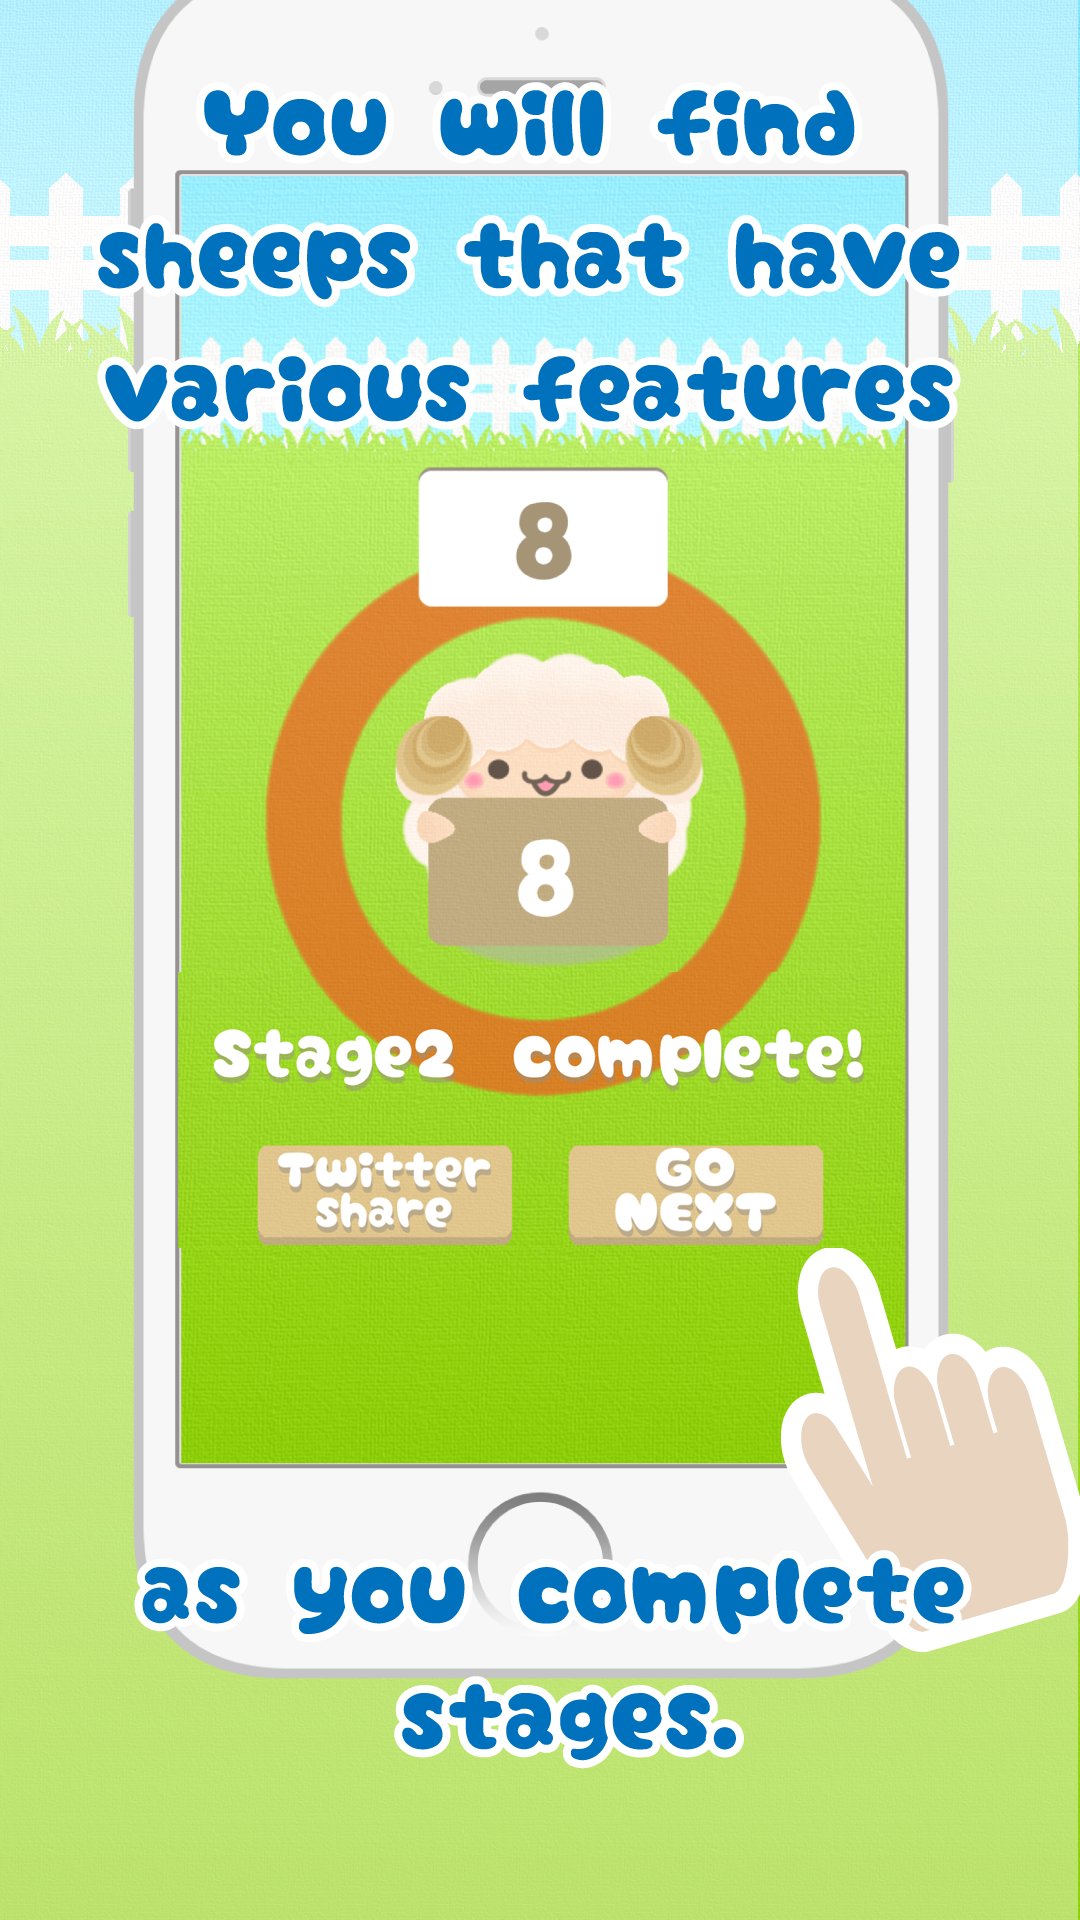 You will find
sheeps that have
various features
8
8
Stage2 complete!
Twitter
share
GO
NEXT
as you complete
stages.